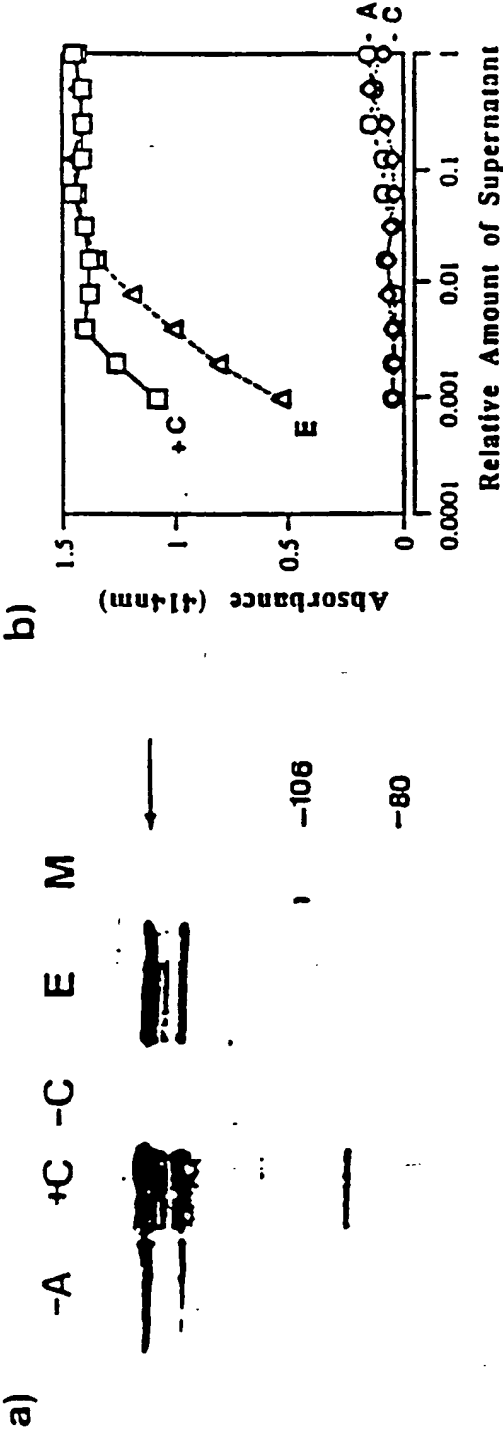 a)
-A +C -C E M
-106
-80
b)
Absorbance (414nm)
1.5
1
0.5
0
+C
E
-A
-C
0.0001 0.001 0.01 0.1 1
Relative Amount of Supernatant